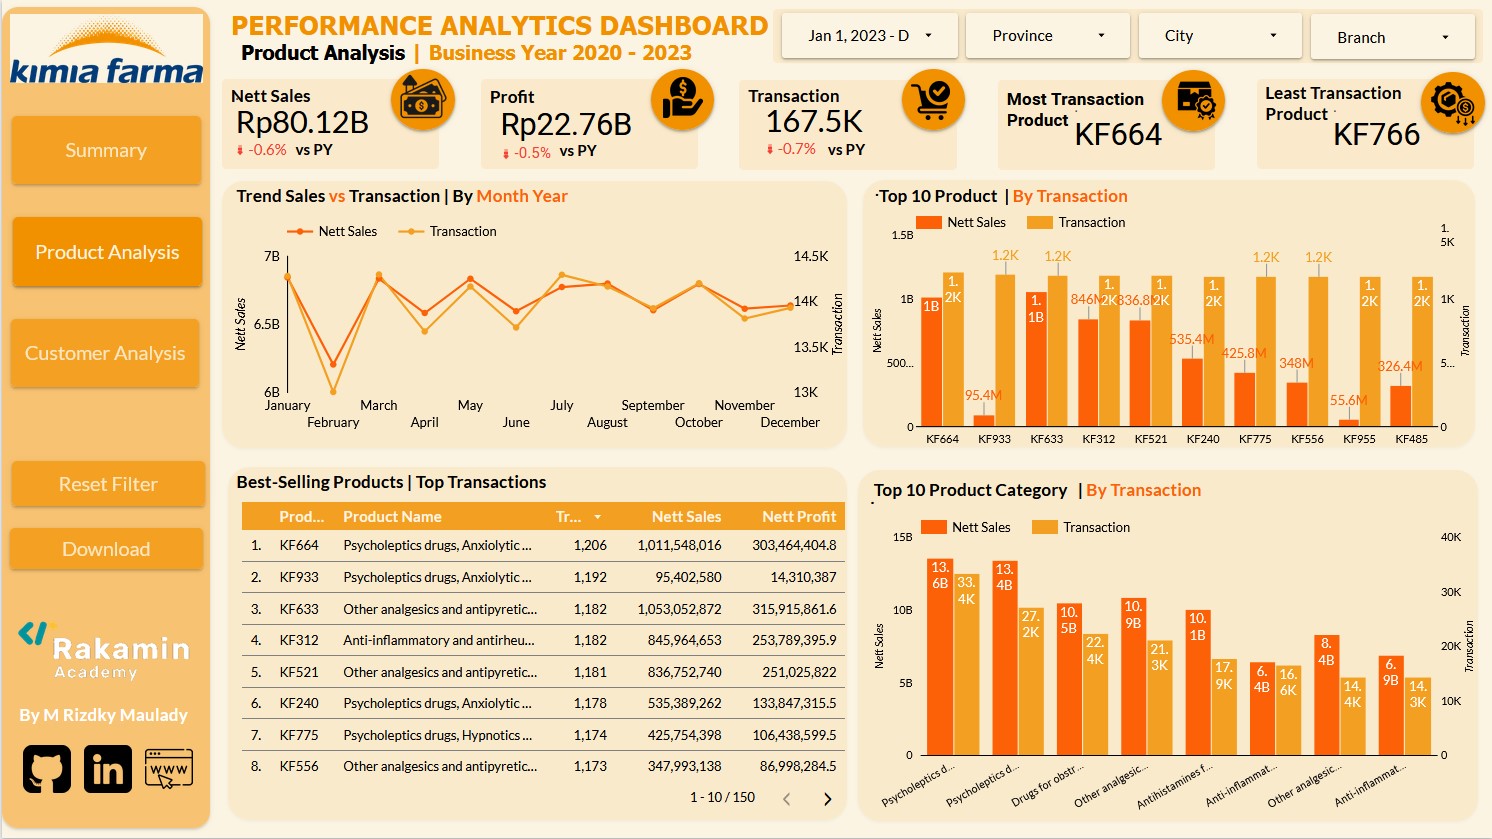 kimia farma
PERFORMANCE ANALYTICS DASHBOARD
Product Analysis | Business Year 2020 - 2023
Jan 1, 2023 - D
Province
City
Branch
Summary
Product Analysis
Customer Analysis
Reset Filter
Download
Rakamin
Academy
By M Rizdky Maulady
in
WWW
Nett Sales
Rp80.12B
-0.6% vs PY
Profit
Rp22.76B
-0.5% vs PY
Transaction
167.5K
-0.7% vs PY
Most Transaction
Product
KF664
Least Transaction
Product
KF766
Trend Sales vs Transaction | By Month Year
Nett Sales Transaction
7B
6.5B
6B
Nett Sales
14.5K
14K
13.5K
13K
Transaction
January March May July September November
February April June August October December
Top 10 Product | By Transaction
Nett Sales Transaction
1.5B
1B
500...
0
Nett Sales
1.
5K
1K
5...
0
Transaction
1B
1.
2K
95.4M
1.2K
1.
1B
1.2K
846M
1.
2K
836.8M
1.
2K
535.4M
1.
2K
425.8M
1.2K
348M
1.2K
55.6M
1.
2K
326.4M
1.
2K
KF664 KF933 KF633 KF312 KF521 KF240 KF775 KF556 KF955 KF485
Best-Selling Products | Top Transactions
Prod... Product Name Tr... Nett Sales Nett Profit
1. KF664 Psycholeptics drugs, Anxiolytic ... 1,206 1,011,548,016 303,464,404.8
2. KF933 Psycholeptics drugs, Anxiolytic ... 1,192 95,402,580 14,310,387
3. KF633 Other analgesics and antipyretic... 1,182 1,053,052,872 315,915,861.6
4. KF312 Anti-inflammatory and antirheu... 1,182 845,964,653 253,789,395.9
5. KF521 Other analgesics and antipyretic... 1,181 836,752,740 251,025,822
6. KF240 Psycholeptics drugs, Anxiolytic ... 1,178 535,389,262 133,847,315.5
7. KF775 Psycholeptics drugs, Hypnotics ... 1,174 425,754,398 106,438,599.5
8. KF556 Other analgesics and antipyretic... 1,173 347,993,138 86,998,284.5
1 - 10 / 150
Top 10 Product Category | By Transaction
Nett Sales Transaction
15B
10B
5B
0
Nett Sales
40K
30K
20K
10K
0
Transaction
13.
6B
33.
4K
13.
4B
27.
2K
10.
5B
22.
4K
10.
9B
21.
3K
10.
1B
17.
9K
6.
4B
16.
6K
8.
4B
14.
4K
6.
9B
14.
3K
Psycholeptics d... Psycholeptics d... Drugs for obstr... Other analgesic... Antihistamines f... Anti-inflammat... Other analgesic... Anti-inflammat...